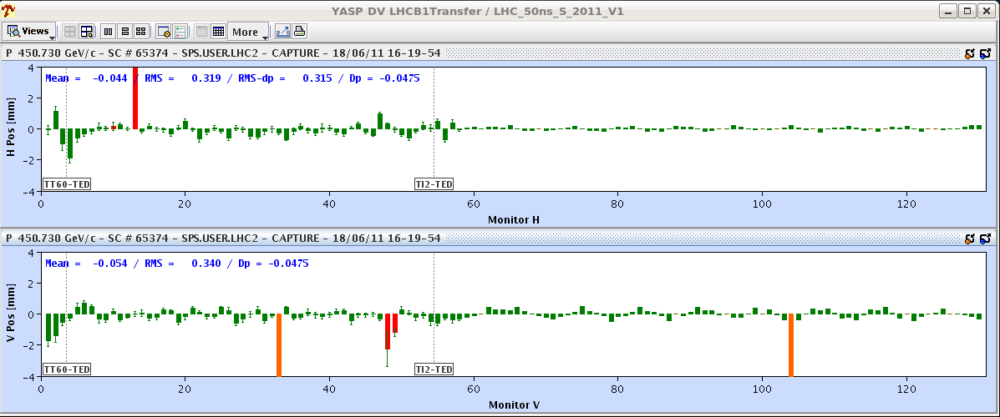 YASP DV LHCB1Transfer / LHC_50ns_S_2011_V1
Views More
P 450.730 GeV/c - SC # 65374 - SPS.USER.LHC2 - CAPTURE - 18/06/11 16-19-54
Mean = -0.044 / RMS = 0.319 / RMS-dp = 0.315 / Dp = -0.0475
H Pos [mm]
4
2
0
-2
-4
TT60-TED TI2-TED
0 20 40 60 80 100 120
Monitor H
P 450.730 GeV/c - SC # 65374 - SPS.USER.LHC2 - CAPTURE - 18/06/11 16-19-54
Mean = -0.054 / RMS = 0.340 / Dp = -0.0475
V Pos [mm]
4
2
0
-2
-4
TT60-TED TI2-TED
0 20 40 60 80 100 120
Monitor V